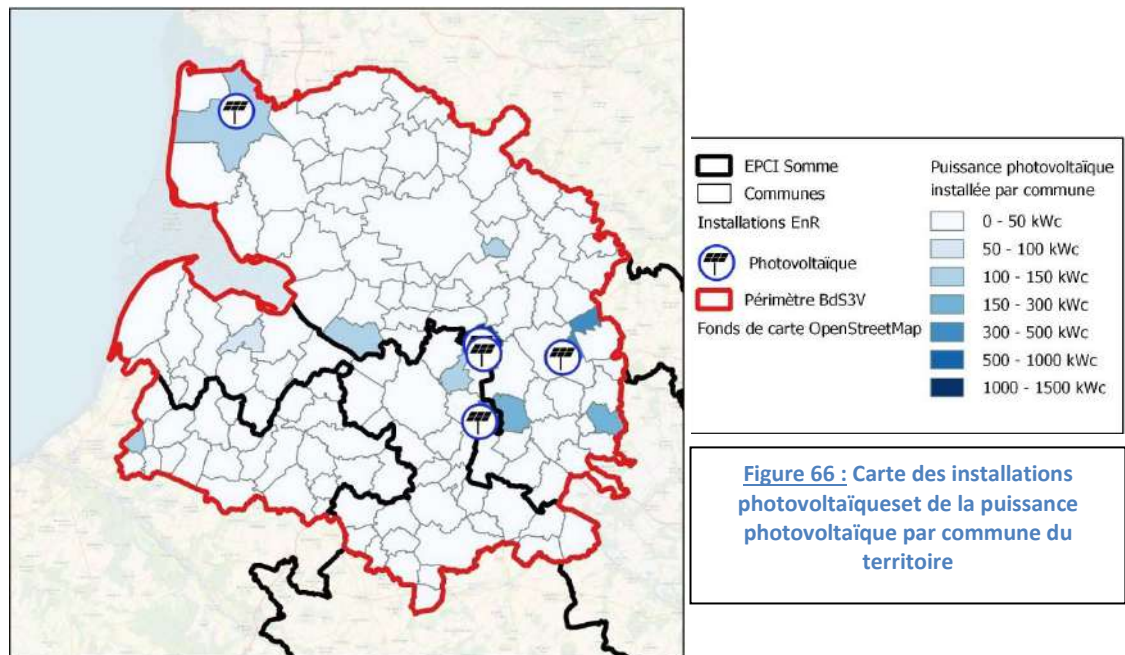 EPCI Somme
Communes
Installations EnR
Photovoltaïque
Périmètre BdS3V
Fonds de carte OpenStreetMap
Puissance photovoltaïque
installée par commune
0 - 50 kWc
50 - 100 kWc
100 - 150 kWc
150 - 300 kWc
300 - 500 kWc
500 - 1000 kWc
1000 - 1500 kWc
Figure 66 : Carte des installations
photovoltaïqueset de la puissance
photovoltaïque par commune du
territoire